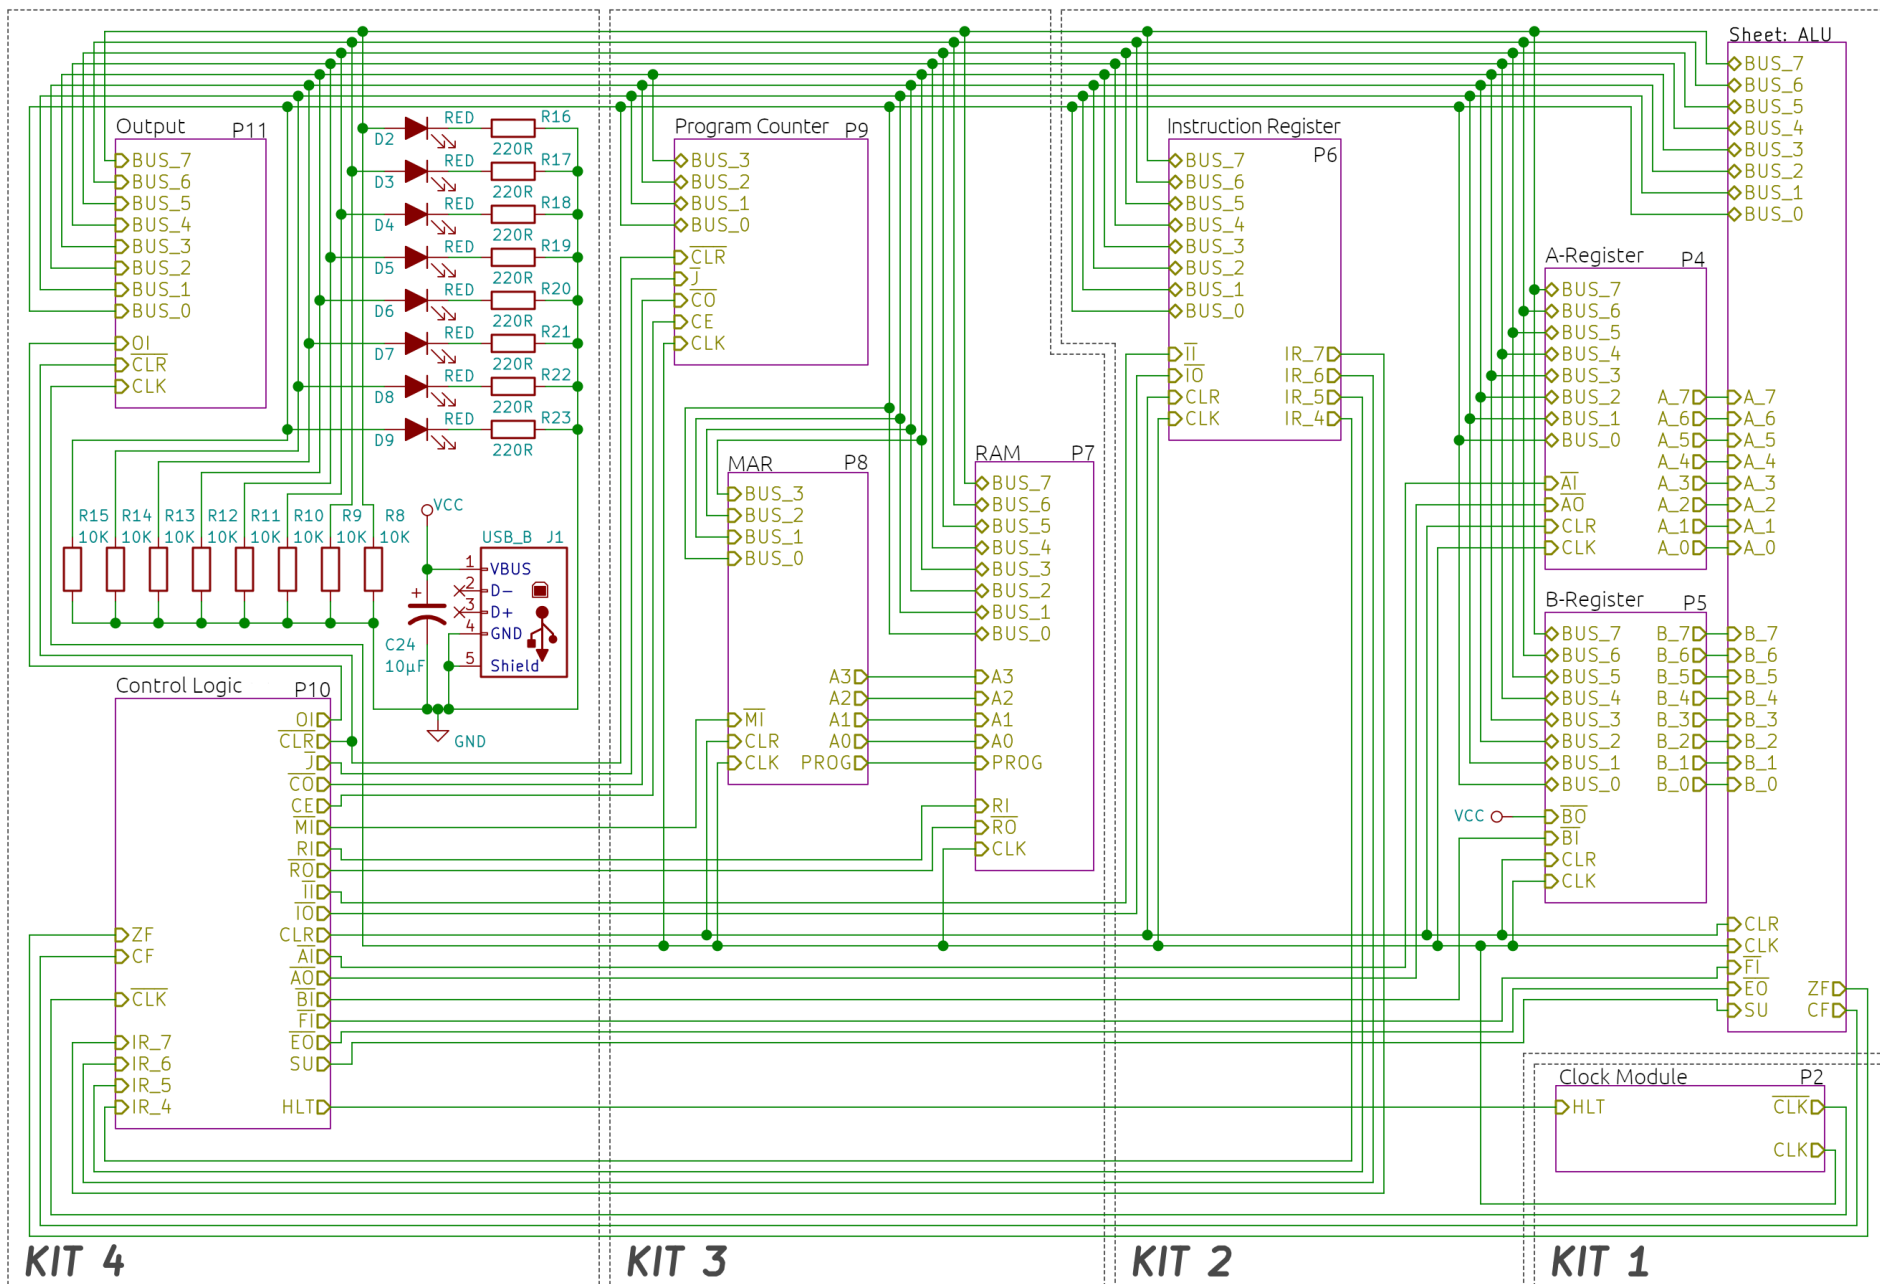 Sheet: ALU
BUS_7
BUS_6
BUS_5
BUS_4
BUS_3
BUS_2
BUS_1
BUS_0
A_7
A_6
A_5
A_4
A_3
A_2
A_1
A_0
B_7
B_6
B_5
B_4
B_3
B_2
B_1
B_0
CLR
CLK
FI
EO
SU
ZF
CF
Output P11
BUS_7
BUS_6
BUS_5
BUS_4
BUS_3
BUS_2
BUS_1
BUS_0
OI
CLR
CLK
D2 RED R16 220R
D3 RED R17 220R
D4 RED R18 220R
D5 RED R19 220R
D6 RED R20 220R
D7 RED R21 220R
D8 RED R22 220R
D9 RED R23 220R
R15 R14 R13 R12 R11 R10 R9 R8
10K 10K 10K 10K 10K 10K 10K 10K
VCC
C24
10µF
+
USB_B J1
1 VBUS
2 D-
3 D+
4 GND
5 Shield
GND
Control Logic P10
OI
CLR
J
CO
CE
MI
RI
RO
II
IO
ZF CLR
CF AI
AO
CLK BI
FI
IR_7 EO
IR_6 SU
IR_5
IR_4 HLT
Program Counter P9
BUS_3
BUS_2
BUS_1
BUS_0
CLR
J
CO
CE
CLK
MAR P8
BUS_3
BUS_2
BUS_1
BUS_0
A3
A2
MI A1
CLR A0
CLK PROG
RAM P7
BUS_7
BUS_6
BUS_5
BUS_4
BUS_3
BUS_2
BUS_1
BUS_0
A3
A2
A1
A0
PROG
RI
RO
CLK
Instruction Register
P6
BUS_7
BUS_6
BUS_5
BUS_4
BUS_3
BUS_2
BUS_1
BUS_0
II IR_7
IO IR_6
CLR IR_5
CLK IR_4
A-Register P4
BUS_7
BUS_6
BUS_5
BUS_4
BUS_3
BUS_2 A_7
BUS_1 A_6
BUS_0 A_5
A_4
AI A_3
AO A_2
CLR A_1
CLK A_0
B-Register P5
BUS_7 B_7
BUS_6 B_6
BUS_5 B_5
BUS_4 B_4
BUS_3 B_3
BUS_2 B_2
BUS_1 B_1
BUS_0 B_0
VCC BO
BI
CLR
CLK
Clock Module P2
HLT CLK
CLK
KIT 4 KIT 3 KIT 2 KIT 1